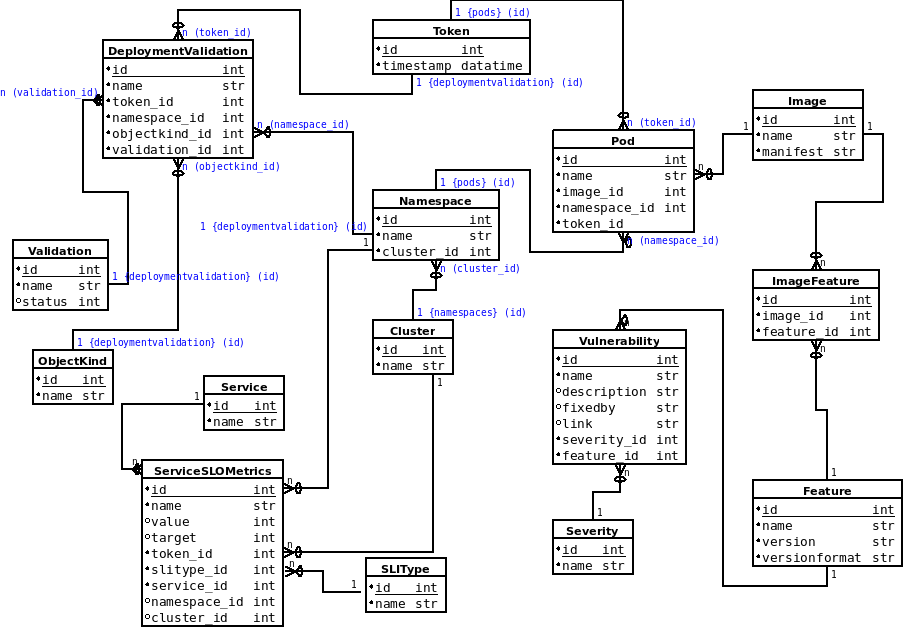 1 {pods} (id)
n (token_id)
Token
id int
timestamp datetime
1 {deploymentvalidation} (id)
DeploymentValidation
id int
name str
token_id int
namespace_id int
objectkind_id int
validation_id int
n (validation_id)
n (namespace_id)
n (objectkind_id)
n (token_id)
Pod
id int
name str
image_id int
namespace_id int
token_id
n
n (namespace_id)
Image
id int
name str
manifest str
1
1
1 {pods} (id)
Namespace
id int
name str
cluster_id int
1 {deploymentvalidation} (id)
1
n (cluster_id)
Validation
id int
name str
status int
1 {deploymentvalidation} (id)
n
ImageFeature
id int
image_id int
feature_id int
n
1 {namespaces} (id)
Cluster
id int
name str
1
1 {deploymentvalidation} (id)
ObjectKind
id int
name str
n
Vulnerability
id int
name str
description str
fixedby str
link str
severity_id int
feature_id int
n
1
Service
id int
name str
n
ServiceSLOMetrics
id int
name str
value int
target int
token_id int
slitype_id int
service_id int
namespace_id int
cluster_id int
n
n
n
1
SLIType
id int
name str
1
Severity
id int
name str
1
Feature
id int
name str
version str
versionformat str
1